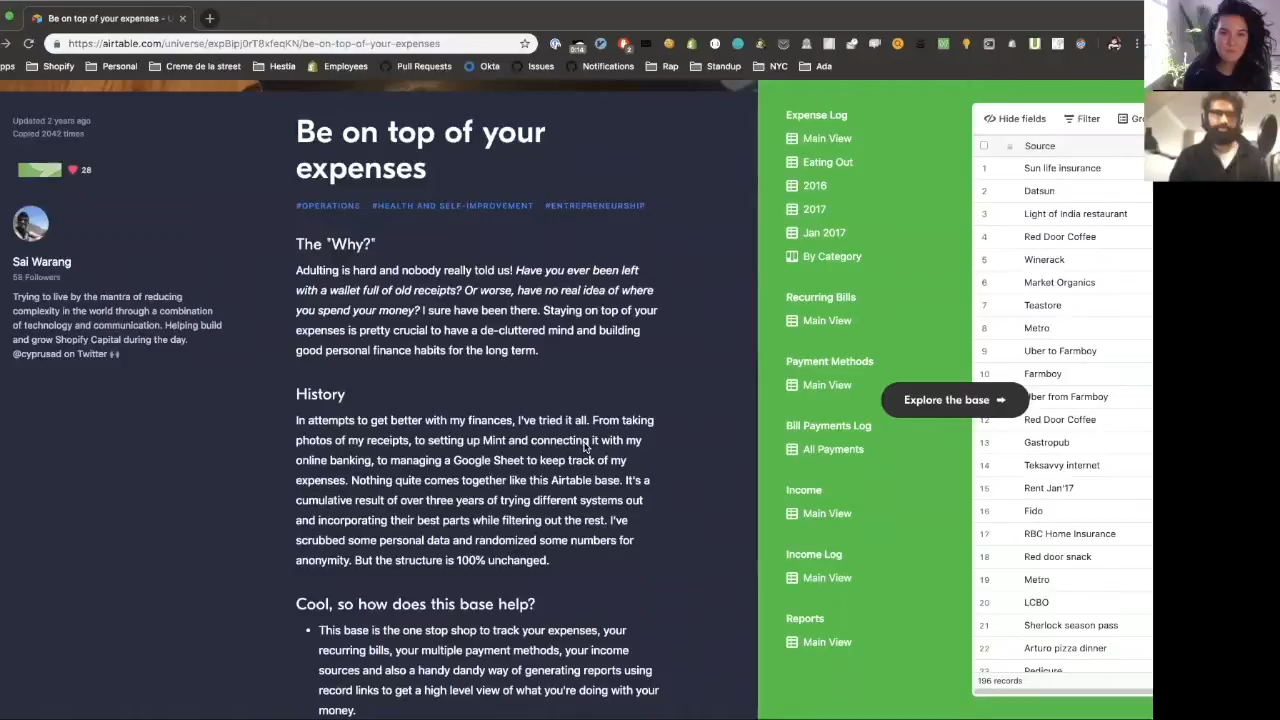 Be on top of your expenses -
https://airtable.com/universe/expBipj0rT8xfeqKN/be-on-top-of-your-expenses
0:14
2
pps Shopify Personal Creme de la street Hestia Employees Pull Requests Okta Issues Notifications Rap Standup NYC Ada
Updated 2 years ago
Copied 2042 times
28
Sai Warang
58 Followers
Trying to live by the mantra of reducing
complexity in the world through a combination
of technology and communication. Helping build
and grow Shopify Capital during the day.
@cyprusad on Twitter 🙌
Be on top of your
expenses
#OPERATIONS #HEALTH AND SELF-IMPROVEMENT #ENTREPRENEURSHIP
The "Why?"
Adulting is hard and nobody really told us! Have you ever been left
with a wallet full of old receipts? Or worse, have no real idea of where
you spend your money? I sure have been there. Staying on top of your
expenses is pretty crucial to have a de-cluttered mind and building
good personal finance habits for the long term.
History
In attempts to get better with my finances, I've tried it all. From taking
photos of my receipts, to setting up Mint and connecting it with my
online banking, to managing a Google Sheet to keep track of my
expenses. Nothing quite comes together like this Airtable base. It's a
cumulative result of over three years of trying different systems out
and incorporating their best parts while filtering out the rest. I've
scrubbed some personal data and randomized some numbers for
anonymity. But the structure is 100% unchanged.
Cool, so how does this base help?
• This base is the one stop shop to track your expenses, your
recurring bills, your multiple payment methods, your income
sources and also a handy dandy way of generating reports using
record links to get a high level view of what you're doing with your
money.
Expense Log
Main View
Eating Out
2016
2017
Jan 2017
By Category
Recurring Bills
Main View
Payment Methods
Main View
Bill Payments Log
All Payments
Income
Main View
Income Log
Main View
Reports
Main View
Explore the base ➡
Hide fields Filter Gro
Source
1 Sun life insurance
2 Datsun
3 Light of India restaurant
4 Red Door Coffee
5 Winerack
6 Market Organics
7 Teastore
8 Metro
9 Uber to Farmboy
10 Farmboy
Uber from Farmboy
12 Red Door Coffee
13 Gastropub
14 Teksavvy internet
15 Rent Jan'17
16 Fido
17 RBC Home Insurance
18 Red door snack
19 Metro
20 LCBO
21 Sherlock season pass
22 Arturo pizza dinner
23 Pedicure
196 records